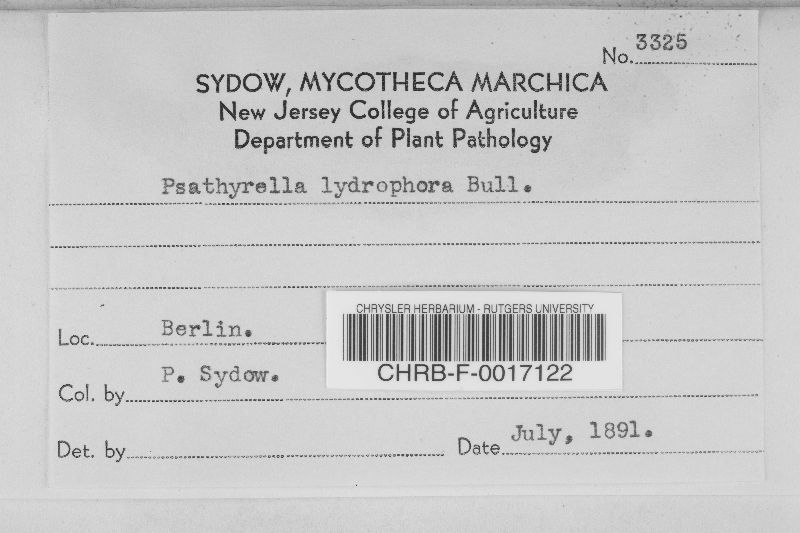 No. 3325
SYDOW, MYCOTHECA MARCHICA
New Jersey College of Agriculture
Department of Plant Pathology
Psathyrella lydrophora Bull.
CHRYSLER HERBARIUM - RUTGERS UNIVERSITY
CHRB-F-0017122
Loc. Berlin.
Col. by P. Sydow.
Det. by
Date July, 1891.